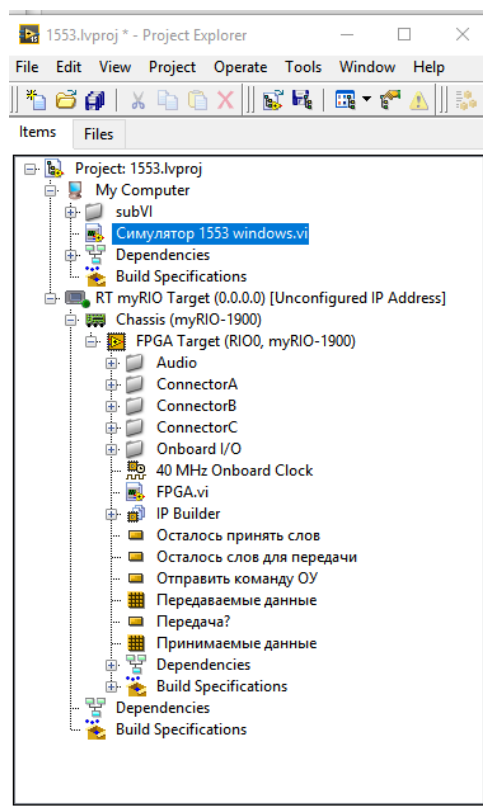 1553.lvproj * - Project Explorer
File Edit View Project Operate Tools Window Help
Items Files
Project: 1553.lvproj
My Computer
subVI
Симулятор 1553 windows.vi
Dependencies
Build Specifications
RT myRIO Target (0.0.0.0) [Unconfigured IP Address]
Chassis (myRIO-1900)
FPGA Target (RIO0, myRIO-1900)
Audio
ConnectorA
ConnectorB
ConnectorC
Onboard I/O
40 MHz Onboard Clock
FPGA.vi
IP Builder
Осталось принять слов
Осталось слов для передачи
Отправить команду ОУ
Передаваемые данные
Передача?
Принимаемые данные
Dependencies
Build Specifications
Dependencies
Build Specifications